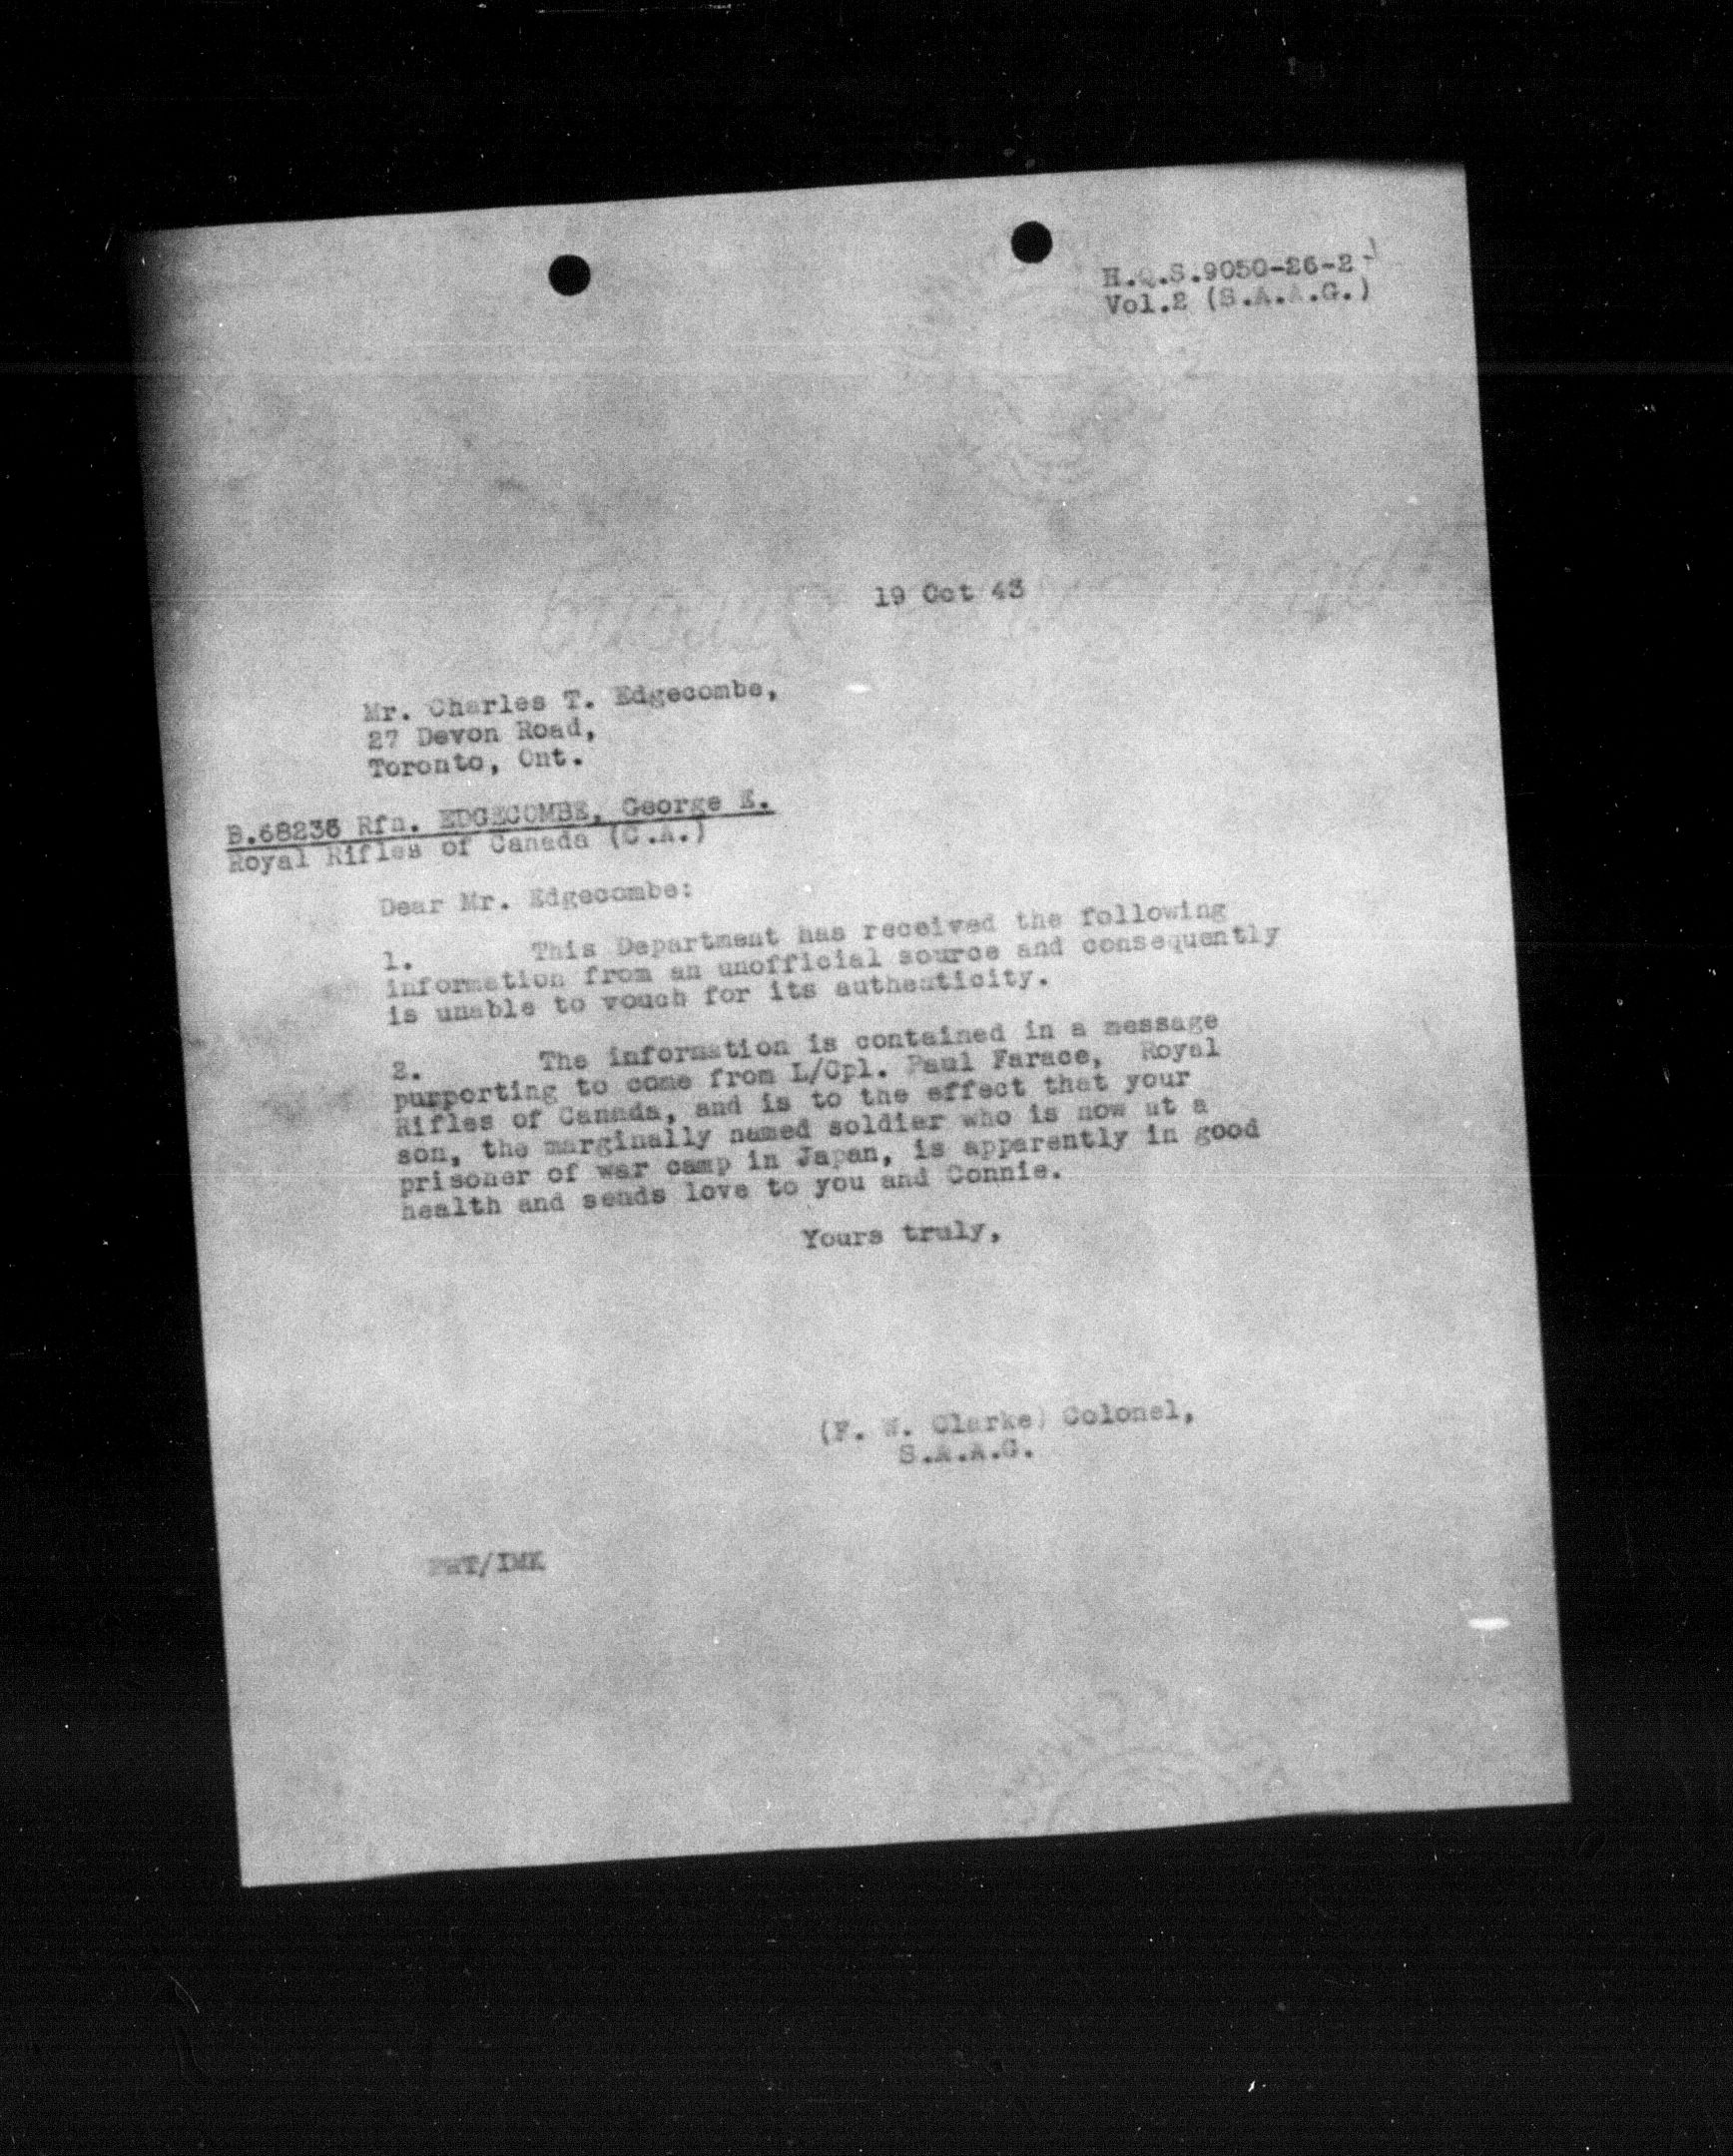 H.Q.S.9050-26-2
Vol.2 (S.A.A.G.)
19 Oct 43
Mr. Charles T. Edgecombe,
27 Devon Road,
Toronto, Ont.
B.68236 Rfn. EDGECOMBE, George E.
Royal Rifles of Canada (C.A.)
Dear Mr. Edgecombe:
1. This Department has received the following
information from an unofficial source and consequently
is unable to vouch for its authenticity.
2. The information is contained in a message
purporting to come from L/Cpl. Paul Farace, Royal
Rifles of Canada, and is to the effect that your
son, the marginally named soldier who is now at a
prisoner of war camp in Japan, is apparently in good
health and sends love to you and Connie.
Yours truly,
(F. W. Clarke) Colonel,
S.A.A.G.